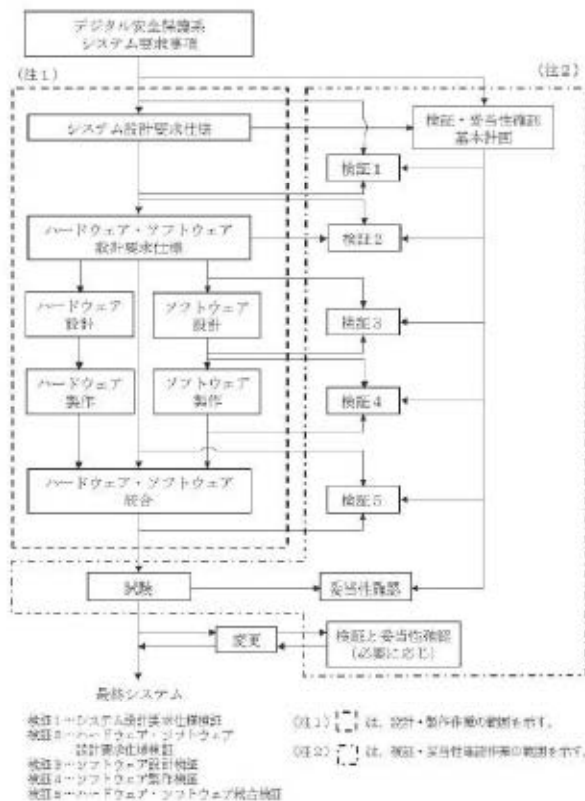 デジタル安全保護系
システム要求事項
(注1)
(注2)
システム設計要求仕様
検証・妥当性確認
基本計画
検証1
ハードウェア・ソフトウェア
設計要求仕様
検証2
ハードウェア
設計
ソフトウェア
設計
検証3
ハードウェア
製作
ソフトウェア
製作
検証4
ハードウェア・ソフトウェア
統合
検証5
試験
妥当性確認
変更
検証と妥当性確認
(必要に応じ)
最終システム
検証1…システム設計要求仕様検証
検証2…ハードウェア・ソフトウェア
設計要求仕様検証
検証3…ソフトウェア設計検証
検証4…ソフトウェア製作検証
検証5…ハードウェア・ソフトウェア統合検証
(注1) は、設計・製作作業の範囲を示す。
(注2) は、検証・妥当性確認作業の範囲を示す。